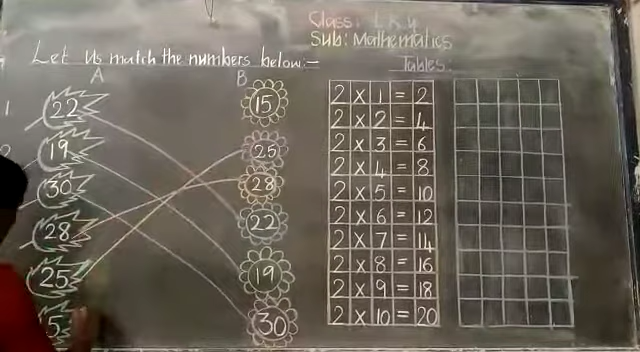 Class: L.K.G
Sub: Mathematics
Let Us match the numbers below:-
Tables:
A B
1 22 15
2 19 25
30 28
28 22
25 19
5 30
2 x 1 = 2
2 x 2 = 4
2 x 3 = 6
2 x 4 = 8
2 x 5 = 10
2 x 6 = 12
2 x 7 = 14
2 x 8 = 16
2 x 9 = 18
2 x 10 = 20